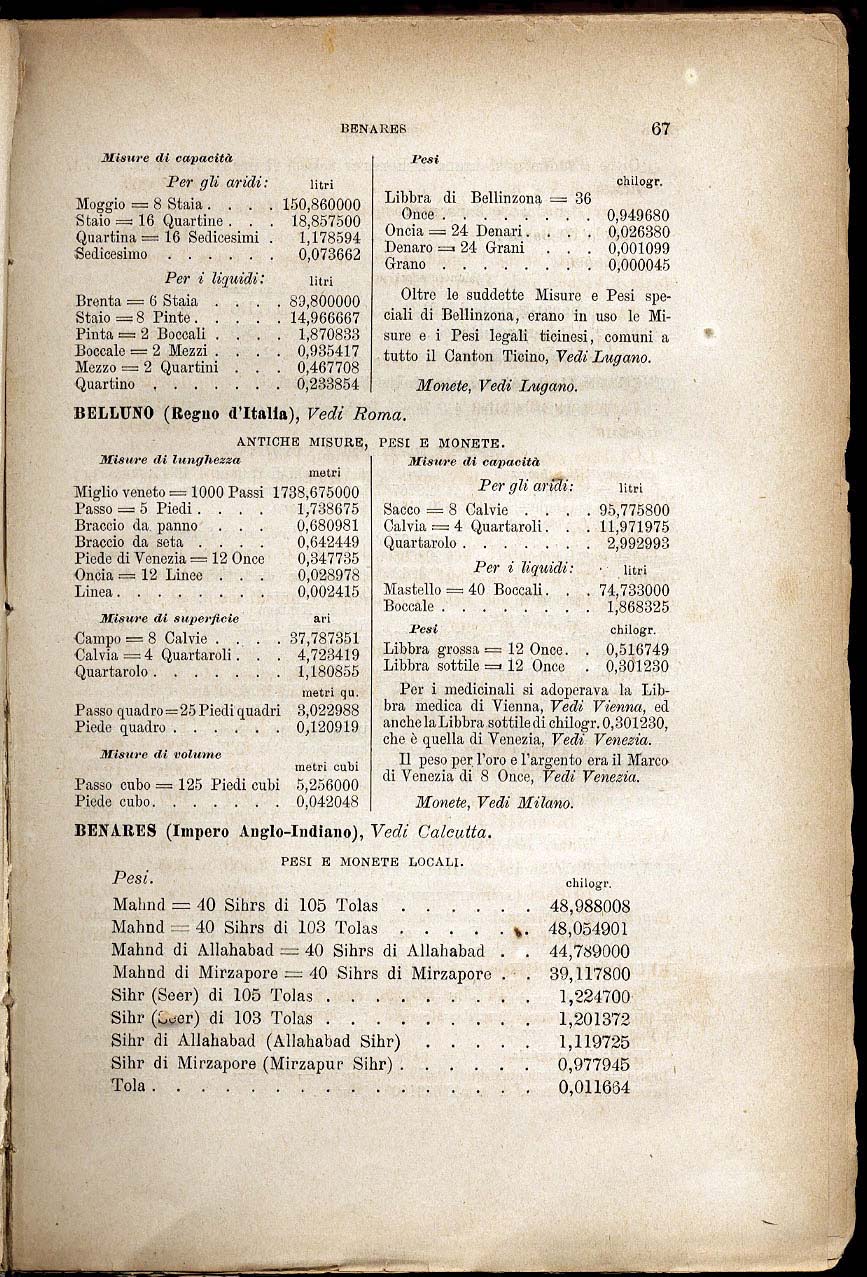 BENARES 67
Misure di capacità
Per gli aridi: litri
Moggio = 8 Staia . . . . 150,860000
Staio = 16 Quartine . . . 18,857500
Quartina = 16 Sedicesimi . 1,178594
Sedicesimo . . . . . . 0,073662
Per i liquidi: litri
Brenta = 6 Staia . . . . 89,800000
Staio = 8 Pinte . . . . . 14,966667
Pinta = 2 Boccali . . . . 1,870833
Boccale = 2 Mezzi . . . . 0,935417
Mezzo = 2 Quartini . . . 0,467708
Quartino . . . . . . . 0,233854
Pesi
chilogr.
Libbra di Bellinzona = 36
Once . . . . . . . . 0,949680
Oncia = 24 Denari . . . . 0,026380
Denaro = 24 Grani . . . 0,001099
Grano . . . . . . . . 0,000045
Oltre le suddette Misure e Pesi spe-
ciali di Bellinzona, erano in uso le Mi-
sure e i Pesi legali ticinesi, comuni a
tutto il Canton Ticino, Vedi Lugano.
Monete, Vedi Lugano.
BELLUNO (Regno d'Italia), Vedi Roma.
ANTICHE MISURE, PESI E MONETE.
Misure di lunghezza
metri
Miglio veneto = 1000 Passi 1738,675000
Passo = 5 Piedi . . . . 1,738675
Braccio da panno . . . 0,680981
Braccio da seta . . . . 0,642449
Piede di Venezia = 12 Once 0,347735
Oncia = 12 Linee . . . 0,028978
Linea . . . . . . . . 0,002415
Misure di superficie ari
Campo = 8 Calvie . . . . 37,787351
Calvia = 4 Quartaroli . . . 4,723419
Quartarolo . . . . . . . 1,180855
metri qu.
Passo quadro = 25 Piedi quadri 3,022988
Piede quadro . . . . . . 0,120919
Misure di volume
metri cubi
Passo cubo = 125 Piedi cubi 5,256000
Piede cubo . . . . . . . 0,042048
Misure di capacità
Per gli aridi: litri
Sacco = 8 Calvie . . . . 95,775800
Calvia = 4 Quartaroli . . . 11,971975
Quartarolo . . . . . . . 2,992993
Per i liquidi: litri
Mastello = 40 Boccali . . . 74,733000
Boccale . . . . . . . . 1,868325
Pesi chilogr.
Libbra grossa = 12 Once . . 0,516749
Libbra sottile = 12 Once . 0,301230
Per i medicinali si adoperava la Lib-
bra medica di Vienna, Vedi Vienna, ed
anche la Libbra sottile di chilogr. 0,301230,
che è quella di Venezia, Vedi Venezia.
Il peso per l'oro e l'argento era il Marco
di Venezia di 8 Once, Vedi Venezia.
Monete, Vedi Milano.
BENARES (Impero Anglo-Indiano), Vedi Calcutta.
PESI E MONETE LOCALI.
Pesi.
chilogr.
Mahnd = 40 Sihrs di 105 Tolas . . . . . . 48,988008
Mahnd = 40 Sihrs di 103 Tolas . . . . . . 48,054901
Mahnd di Allahabad = 40 Sihrs di Allahabad . . 44,789000
Mahnd di Mirzapore = 40 Sihrs di Mirzapore . . 39,117800
Sihr (Seer) di 105 Tolas . . . . . . . . . 1,224700
Sihr (Seer) di 103 Tolas . . . . . . . . . 1,201372
Sihr di Allahabad (Allahabad Sihr) . . . . . 1,119725
Sihr di Mirzapore (Mirzapur Sihr) . . . . . . 0,977945
Tola . . . . . . . . . . . . . . . 0,011664